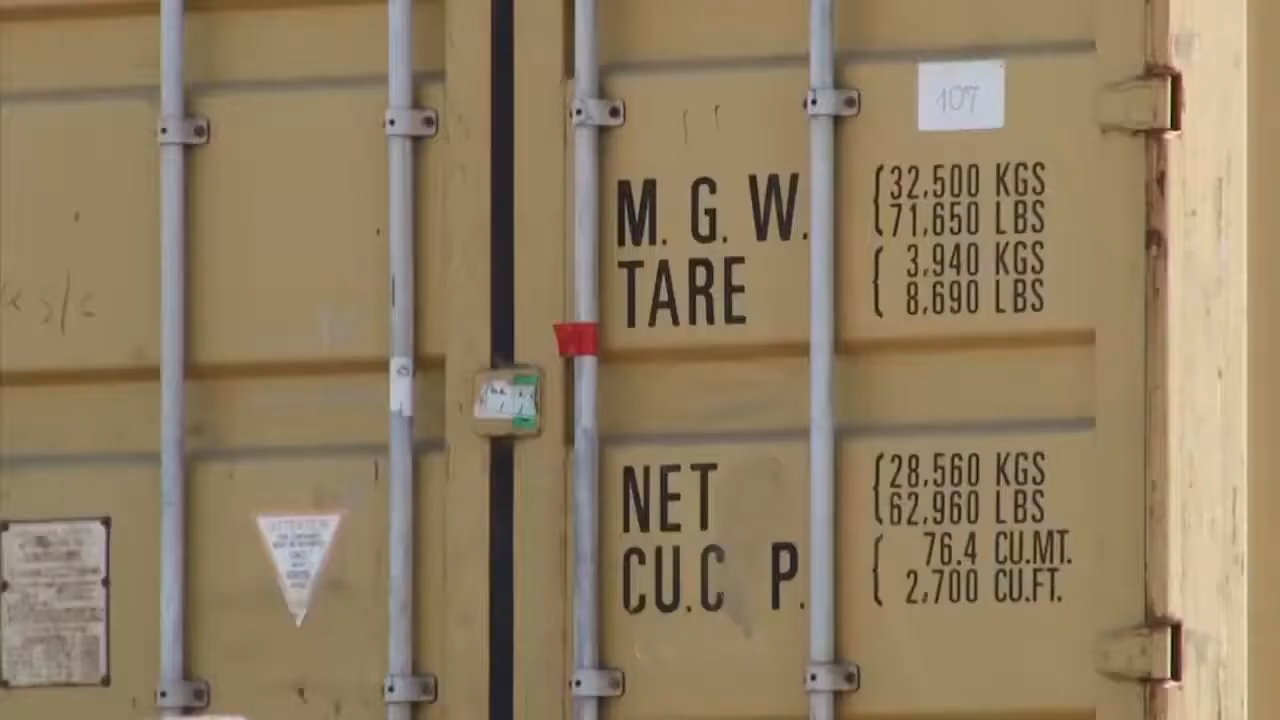 107
M. G. W. 32,500 KGS
71,650 LBS
TARE 3,940 KGS
8,690 LBS
NET 28,560 KGS
62,960 LBS
CU.C P. 76.4 CU.MT.
2,700 CU.FT.